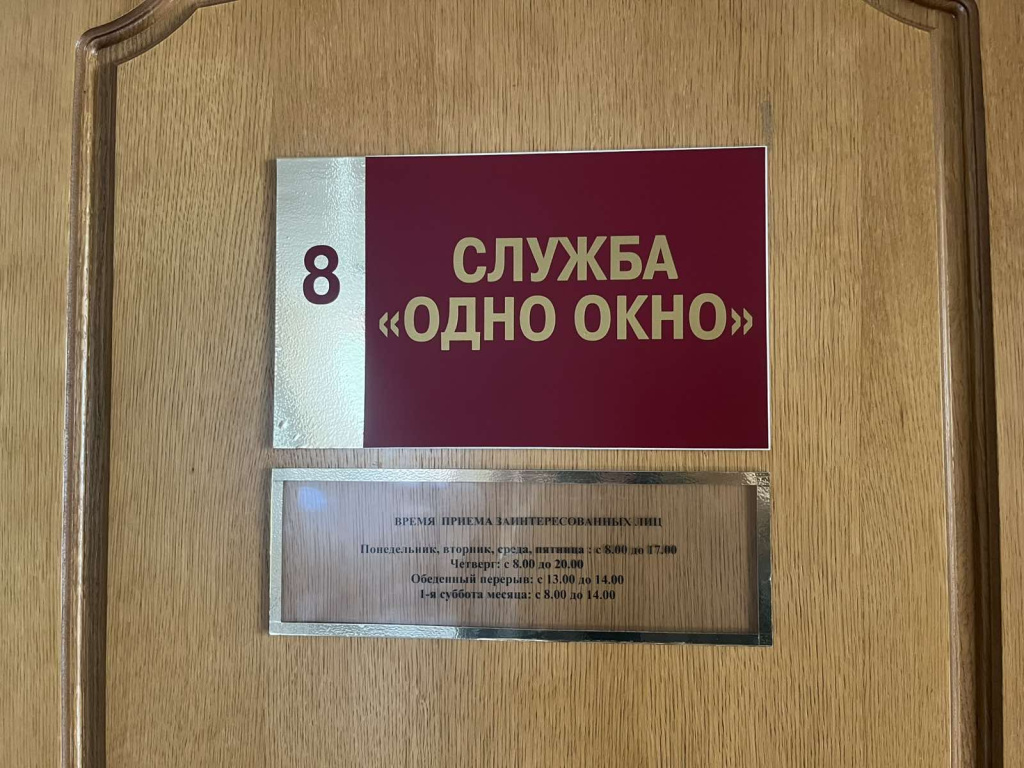 8
СЛУЖБА
«ОДНО ОКНО»
ВРЕМЯ ПРИЕМА ЗАИНТЕРЕСОВАННЫХ ЛИЦ
Понедельник, вторник, среда, пятница : с 8.00 до 17.00
Четверг: с 8.00 до 20.00
Обеденный перерыв: с 13.00 до 14.00
1-я суббота месяца: с 8.00 до 14.00